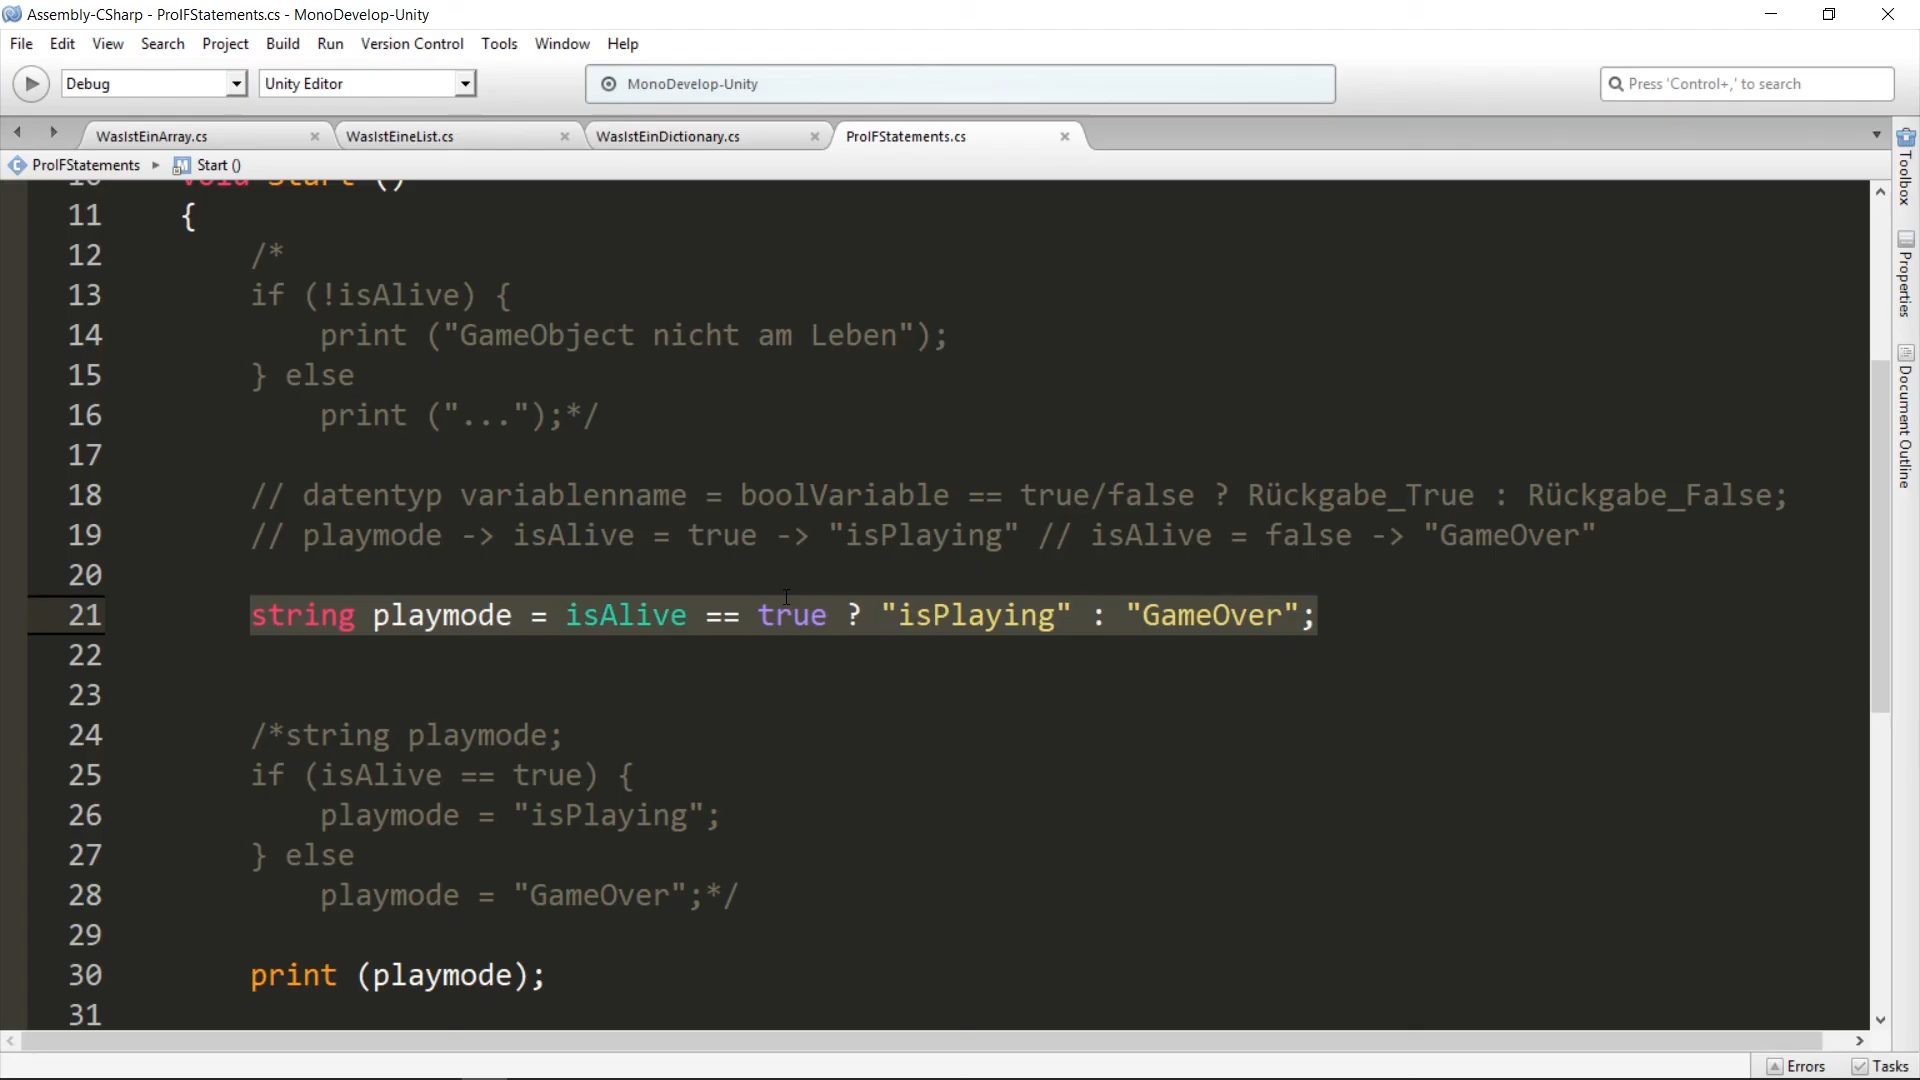 Assembly-CSharp - ProIFStatements.cs - MonoDevelop-Unity
File Edit View Search Project Build Run Version Control Tools Window Help
Debug Unity Editor MonoDevelop-Unity Press 'Control+,' to search
WasIstEinArray.cs WasIstEineList.cs WasIstEinDictionary.cs ProIFStatements.cs
ProIFStatements Start ()
10 void Start ()
11 {
12 /*
13 if (!isAlive) {
14 print ("GameObject nicht am Leben");
15 } else
16 print ("...");*/
17
18 // datentyp variablenname = boolVariable == true/false ? Rückgabe_True : Rückgabe_False;
19 // playmode -> isAlive = true -> "isPlaying" // isAlive = false -> "GameOver"
20
21 string playmode = isAlive == true ? "isPlaying" : "GameOver";
22
23
24 /*string playmode;
25 if (isAlive == true) {
26 playmode = "isPlaying";
27 } else
28 playmode = "GameOver";*/
29
30 print (playmode);
31
Toolbox
Properties
Document Outline
Errors Tasks